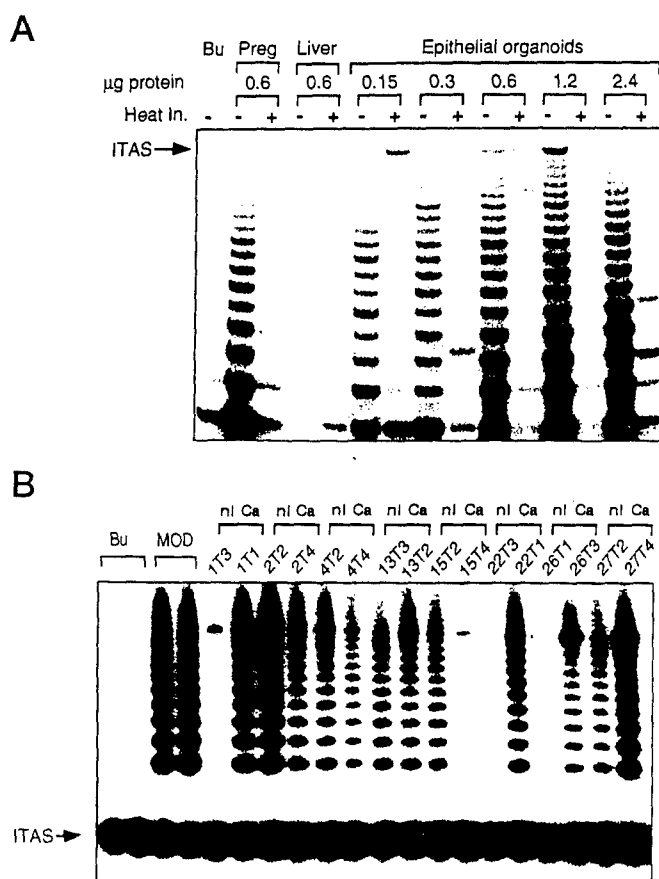 A
Bu Preg Liver Epithelial organoids
µg protein 0.6 0.6 0.15 0.3 0.6 1.2 2.4
Heat In. - - + - + - + - + - + - + - +
ITAS
B
nl Ca nl Ca nl Ca nl Ca nl Ca nl Ca nl Ca nl Ca
Bu MOD 1T3 1T1 2T2 2T4 4T2 4T4 13T3 13T2 15T2 15T4 22T3 22T1 26T1 26T3 27T2 27T4
ITAS